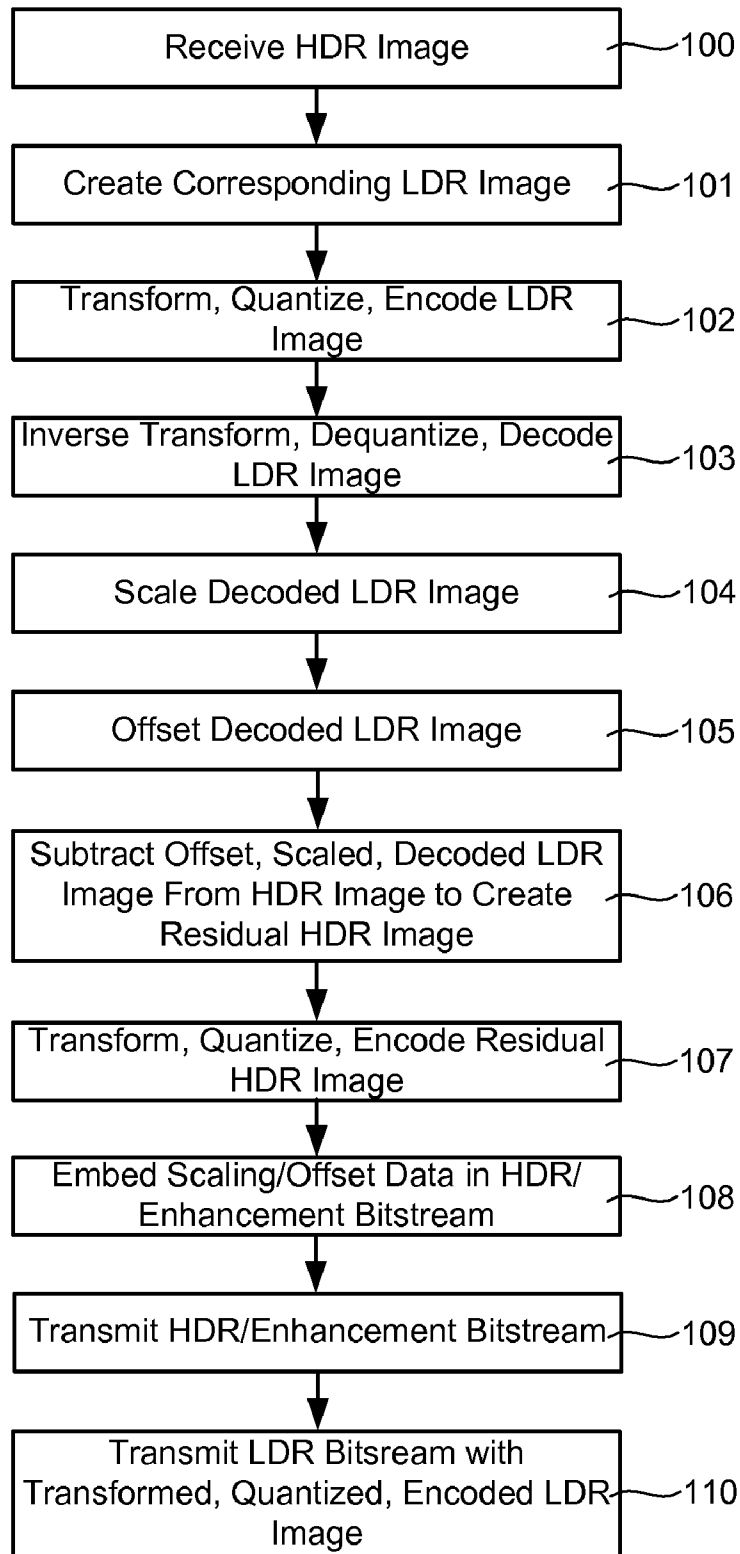 Receive HDR Image
100
Create Corresponding LDR Image
101
Transform, Quantize, Encode LDR
Image
102
Inverse Transform, Dequantize, Decode
LDR Image
103
Scale Decoded LDR Image
104
Offset Decoded LDR Image
105
Subtract Offset, Scaled, Decoded LDR
Image From HDR Image to Create
Residual HDR Image
106
Transform, Quantize, Encode Residual
HDR Image
107
Embed Scaling/Offset Data in HDR/
Enhancement Bitstream
108
Transmit HDR/Enhancement Bitstream
109
Transmit LDR Bitsream with
Transformed, Quantized, Encoded LDR
Image
110